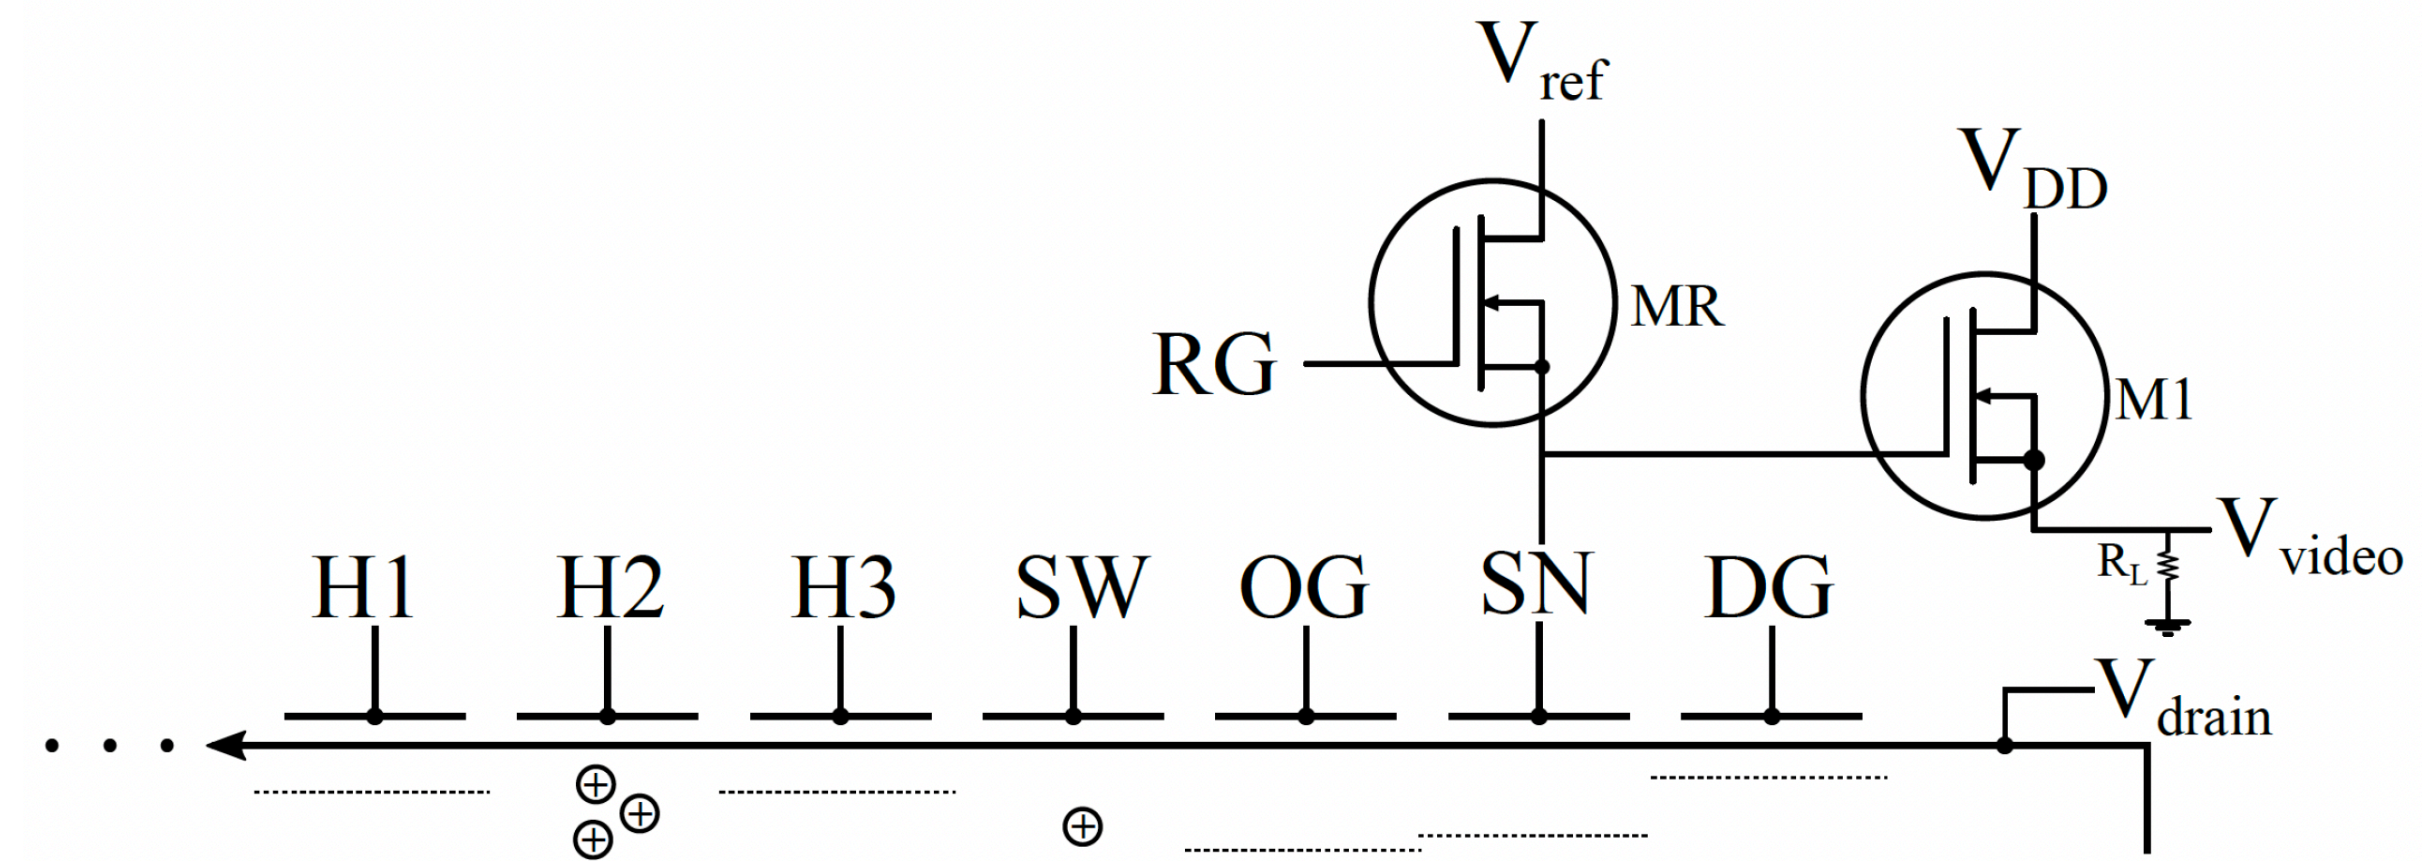 Vref
VDD
MR
RG
M1
Vvideo
RL
H1 H2 H3 SW OG SN DG
Vdrain